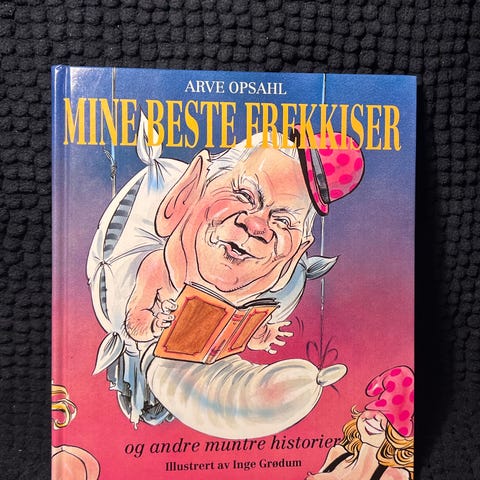 ARVE OPSAHL
MINE BESTE FREKKISER
og andre muntre historier
Illustrert av Inge Grødum